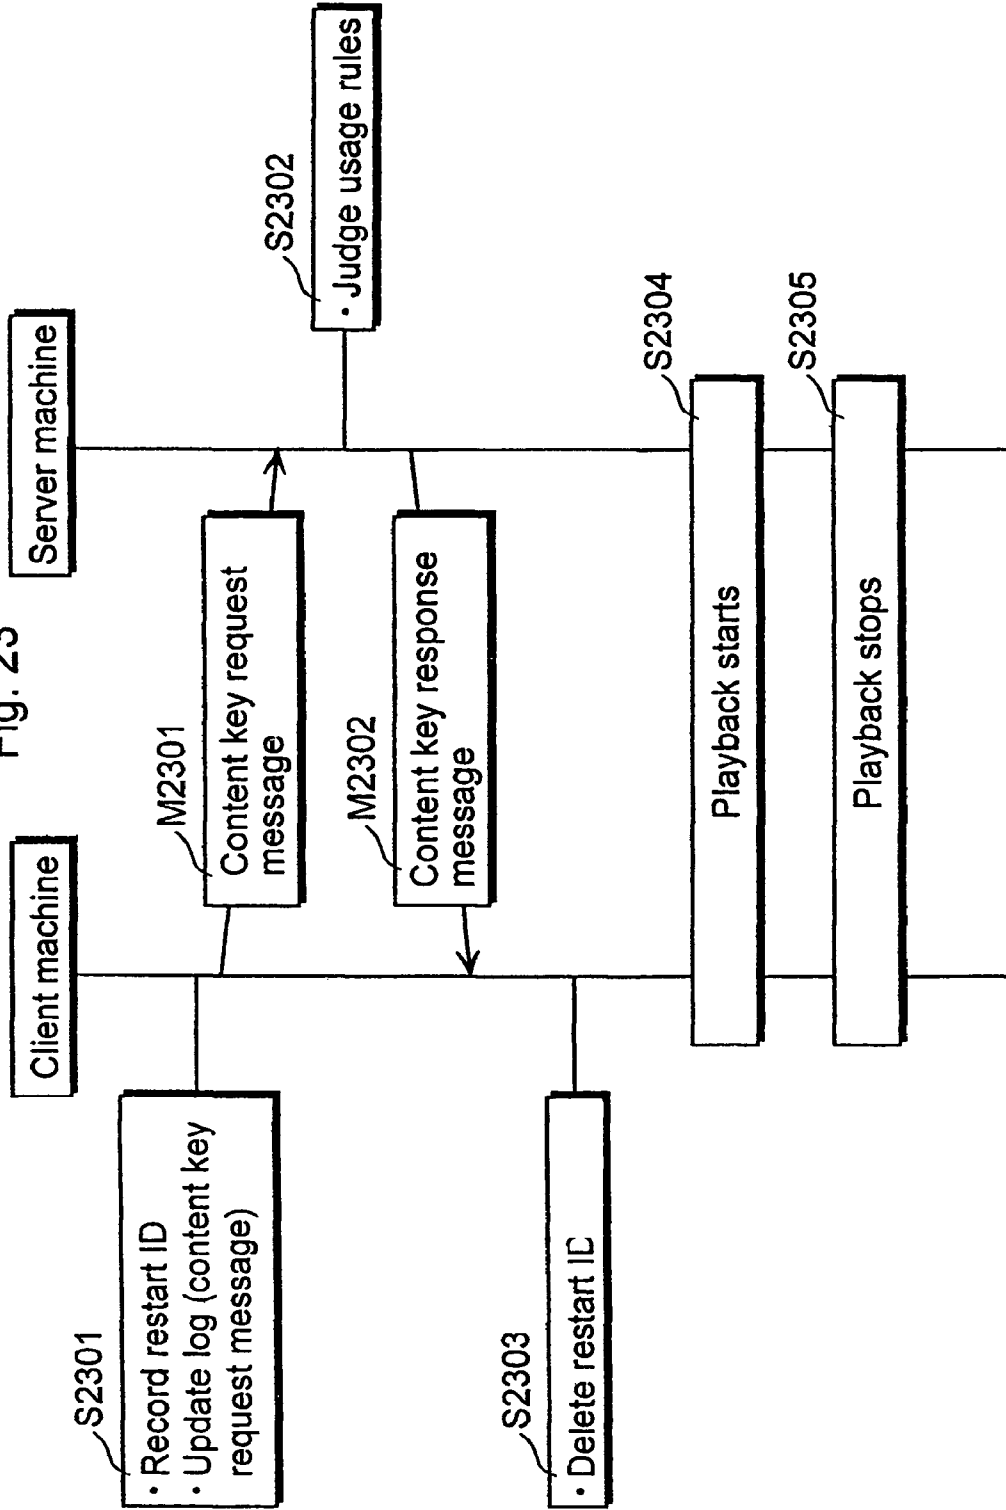 Fig. 23
Client machine
Server machine
S2301
• Record restart ID
• Update log (content key
request message)
M2301
Content key request
message
S2302
• Judge usage rules
M2302
Content key response
message
S2303
• Delete restart ID
S2304
Playback starts
S2305
Playback stops